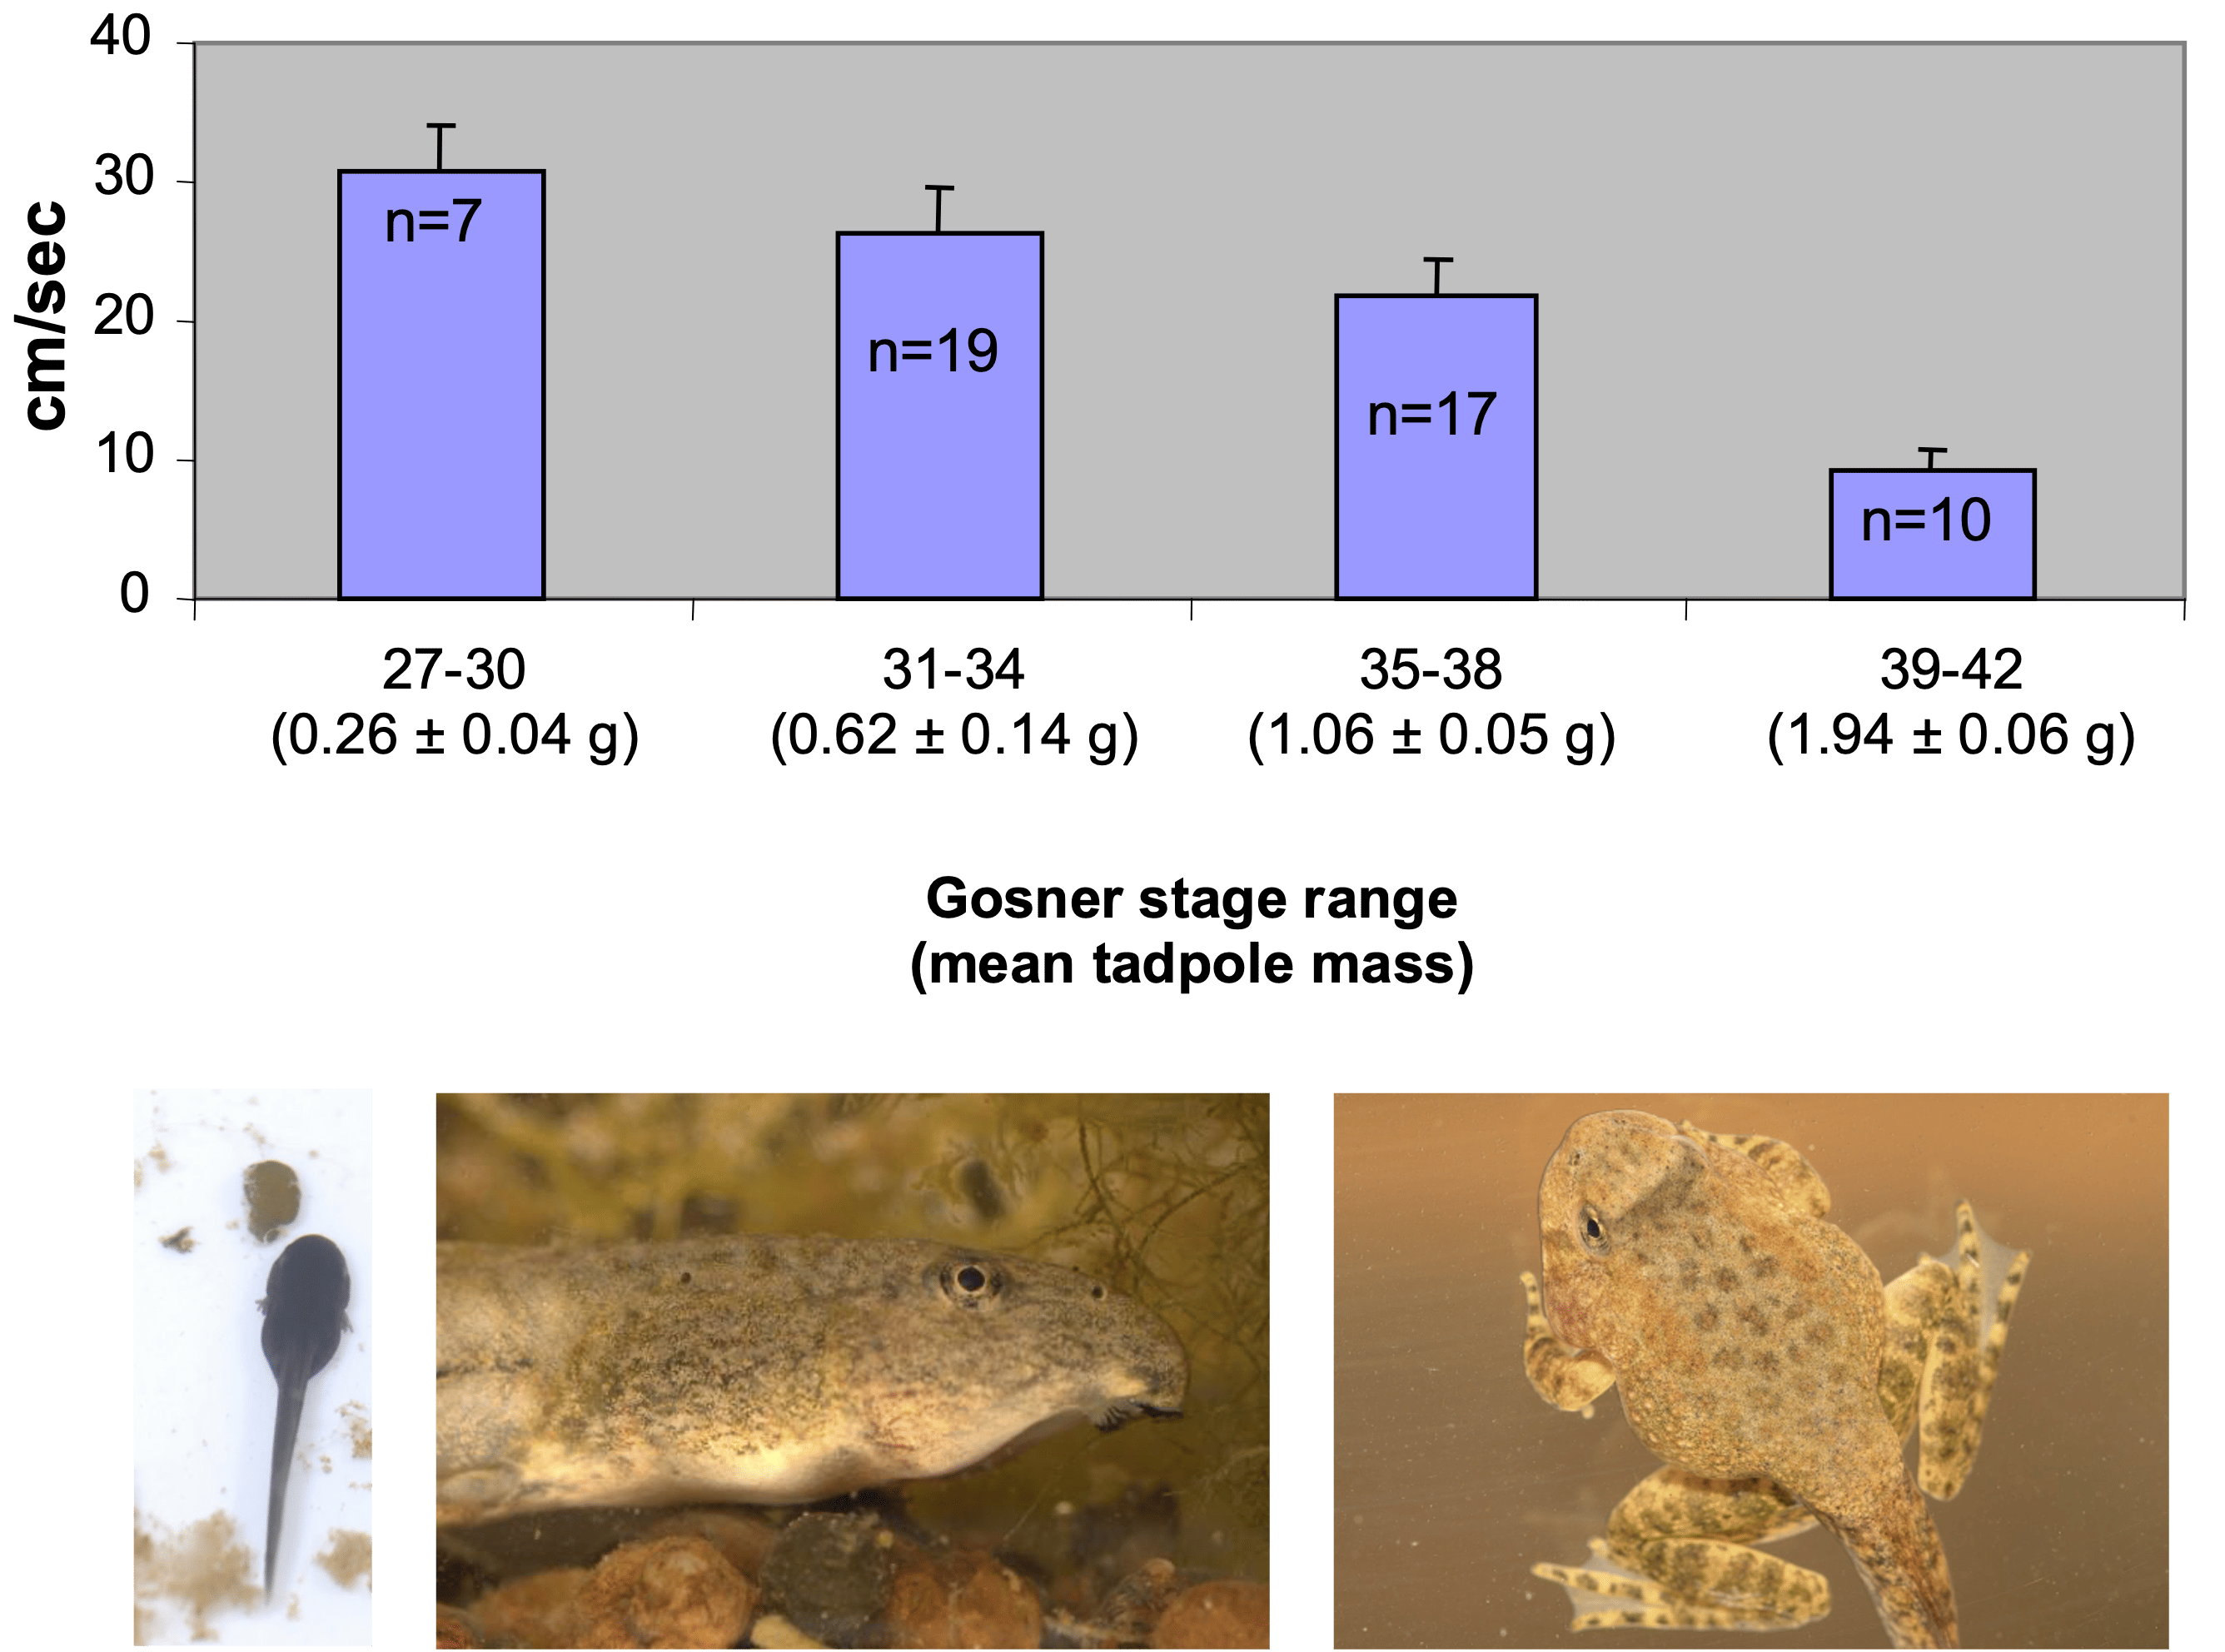 40
30
20
10
0
cm/sec
n=7
n=19
n=17
n=10
27-30
(0.26 ± 0.04 g)
31-34
(0.62 ± 0.14 g)
35-38
(1.06 ± 0.05 g)
39-42
(1.94 ± 0.06 g)
Gosner stage range
(mean tadpole mass)